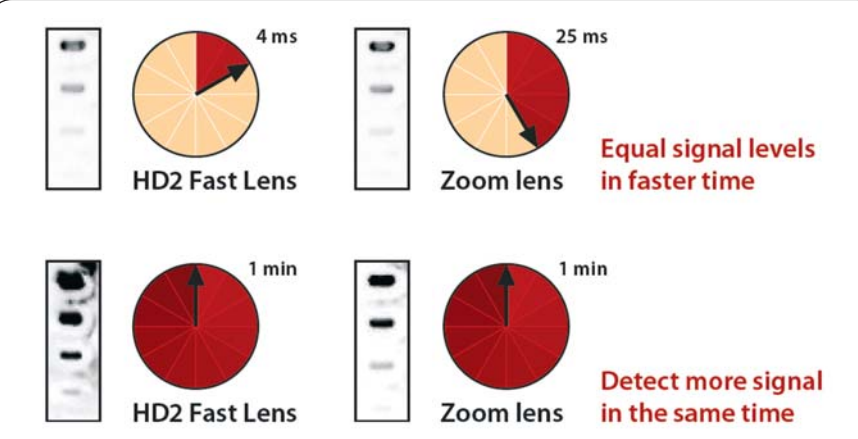 4 ms
25 ms
HD2 Fast Lens
Zoom lens
Equal signal levels
in faster time
1 min
1 min
HD2 Fast Lens
Zoom lens
Detect more signal
in the same time